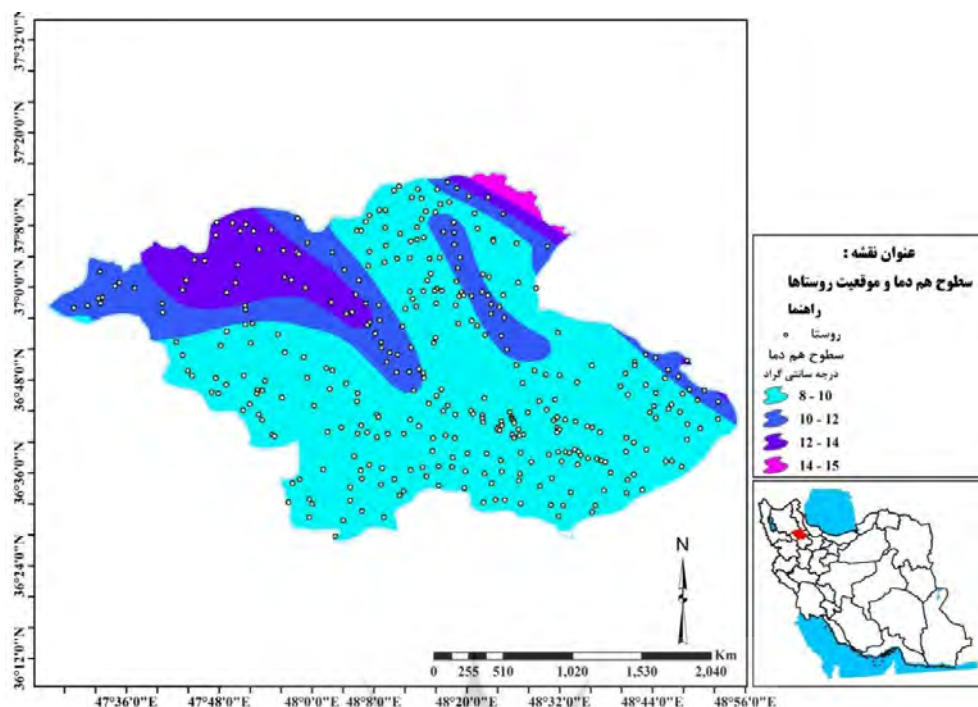 37°32'0"N
37°20'0"N
37°8'0"N
37°0'0"N
36°48'0"N
36°36'0"N
36°24'0"N
36°12'0"N
47°36'0"E
47°48'0"E
48°0'0"E
48°8'0"E
48°20'0"E
48°32'0"E
48°44'0"E
48°56'0"E
N
Km
0 255 510 1,020 1,530 2,040
عنوان نقشه :
سطوح هم دما و موقعیت روستاها
راهنما
روستا
سطوح هم دما
درجه سانتی گراد
8 - 10
10 - 12
12 - 14
14 - 15